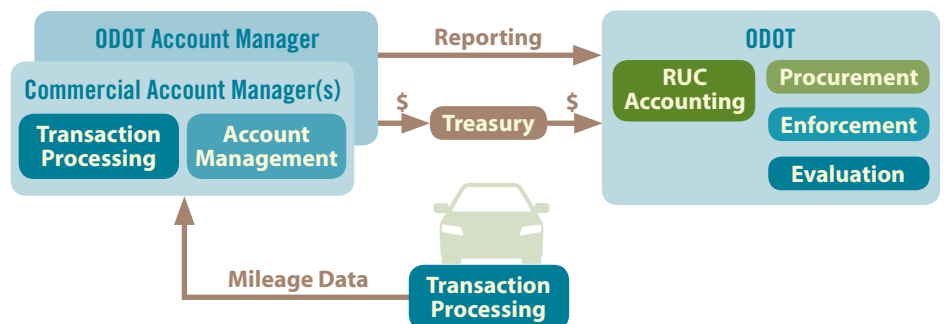 ODOT Account Manager
Commercial Account Manager(s)
Transaction
Processing
Account
Management
Reporting
$
Treasury
$
ODOT
RUC
Accounting
Procurement
Enforcement
Evaluation
Mileage Data
Transaction
Processing